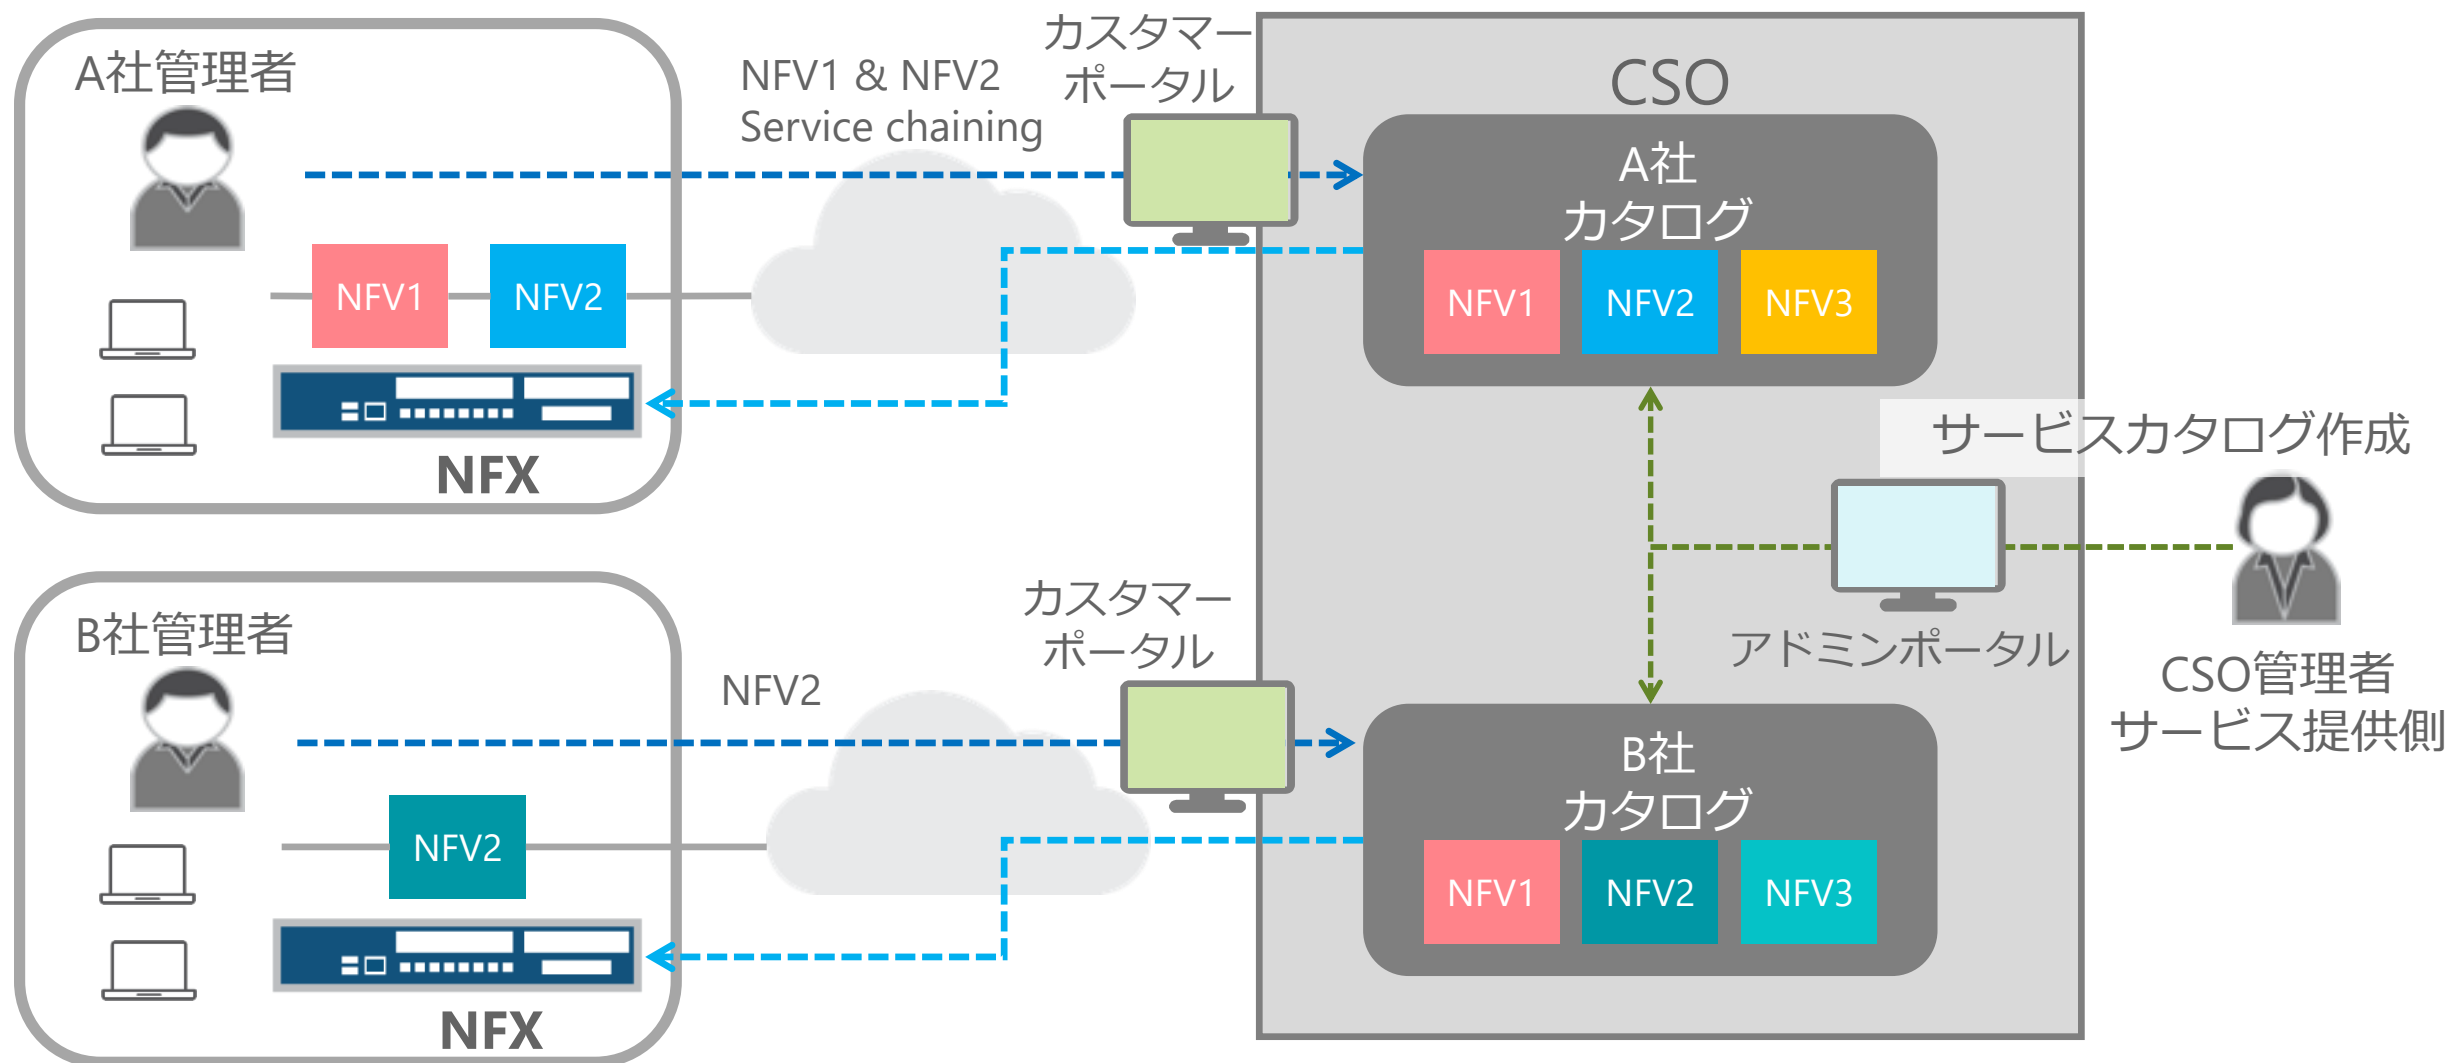 A社管理者
NFV1 & NFV2
Service chaining
カスタマー
ポータル
CSO
A社
カタログ
NFV1
NFV2
NFV1
NFV2
NFV3
NFX
サービスカタログ作成
アドミンポータル
CSO管理者
サービス提供側
B社管理者
NFV2
カスタマー
ポータル
B社
カタログ
NFV2
NFV1
NFV2
NFV3
NFX